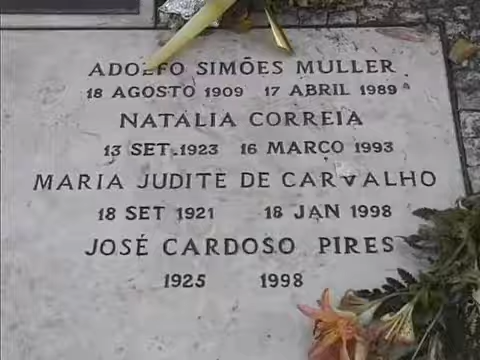 ADOLFO SIMÕES MULLER
18 AGOSTO 1909 17 ABRIL 1989
NATÁLIA CORREIA
13 SET. 1923 16 MARÇO 1993
MARIA JUDITE DE CARVALHO
18 SET 1921 18 JAN 1998
JOSÉ CARDOSO PIRES
1925 1998